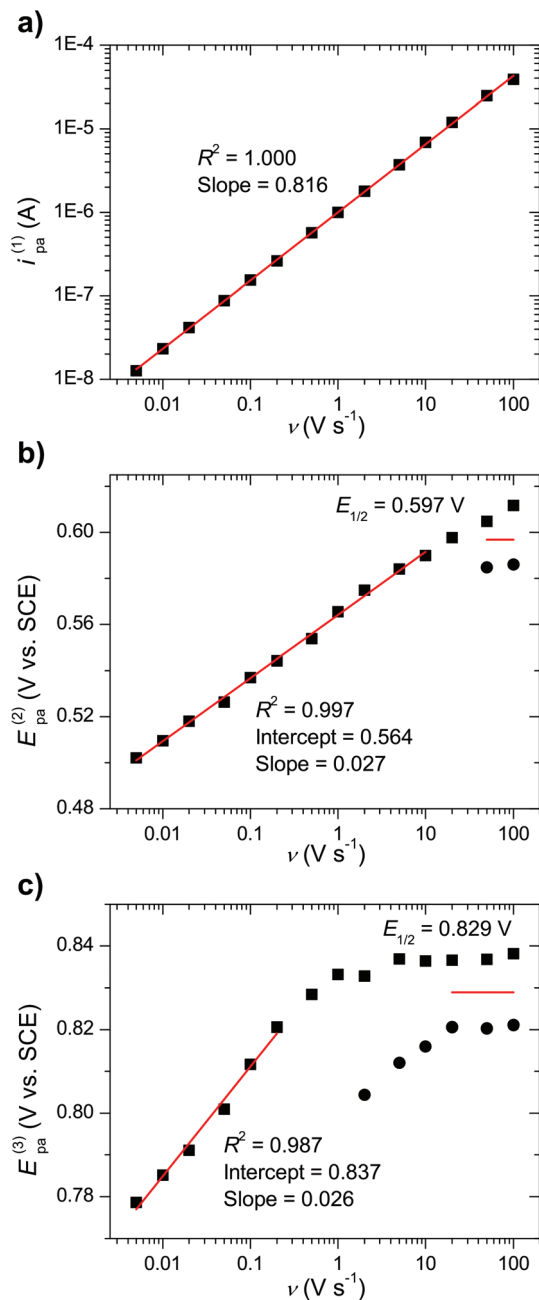 a)
1E-4
1E-5
1E-6
1E-7
1E-8
i pa (1) (A)
R² = 1.000
Slope = 0.816
0.01 0.1 1 10 100
ν (V s⁻¹)
b)
0.60
0.56
0.52
0.48
E pa (2) (V vs. SCE)
E1/2 = 0.597 V
R² = 0.997
Intercept = 0.564
Slope = 0.027
0.01 0.1 1 10 100
ν (V s⁻¹)
c)
0.84
0.82
0.80
0.78
E pa (3) (V vs. SCE)
E1/2 = 0.829 V
R² = 0.987
Intercept = 0.837
Slope = 0.026
0.01 0.1 1 10 100
ν (V s⁻¹)